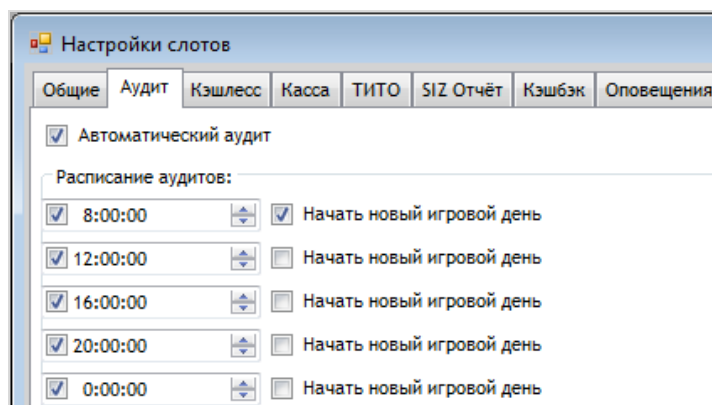 Настройки слотов
Общие Аудит Кэшлесс Касса ТИТО SIZ Отчёт Кэшбэк Оповещения
Автоматический аудит
Расписание аудитов:
8:00:00 Начать новый игровой день
12:00:00 Начать новый игровой день
16:00:00 Начать новый игровой день
20:00:00 Начать новый игровой день
0:00:00 Начать новый игровой день